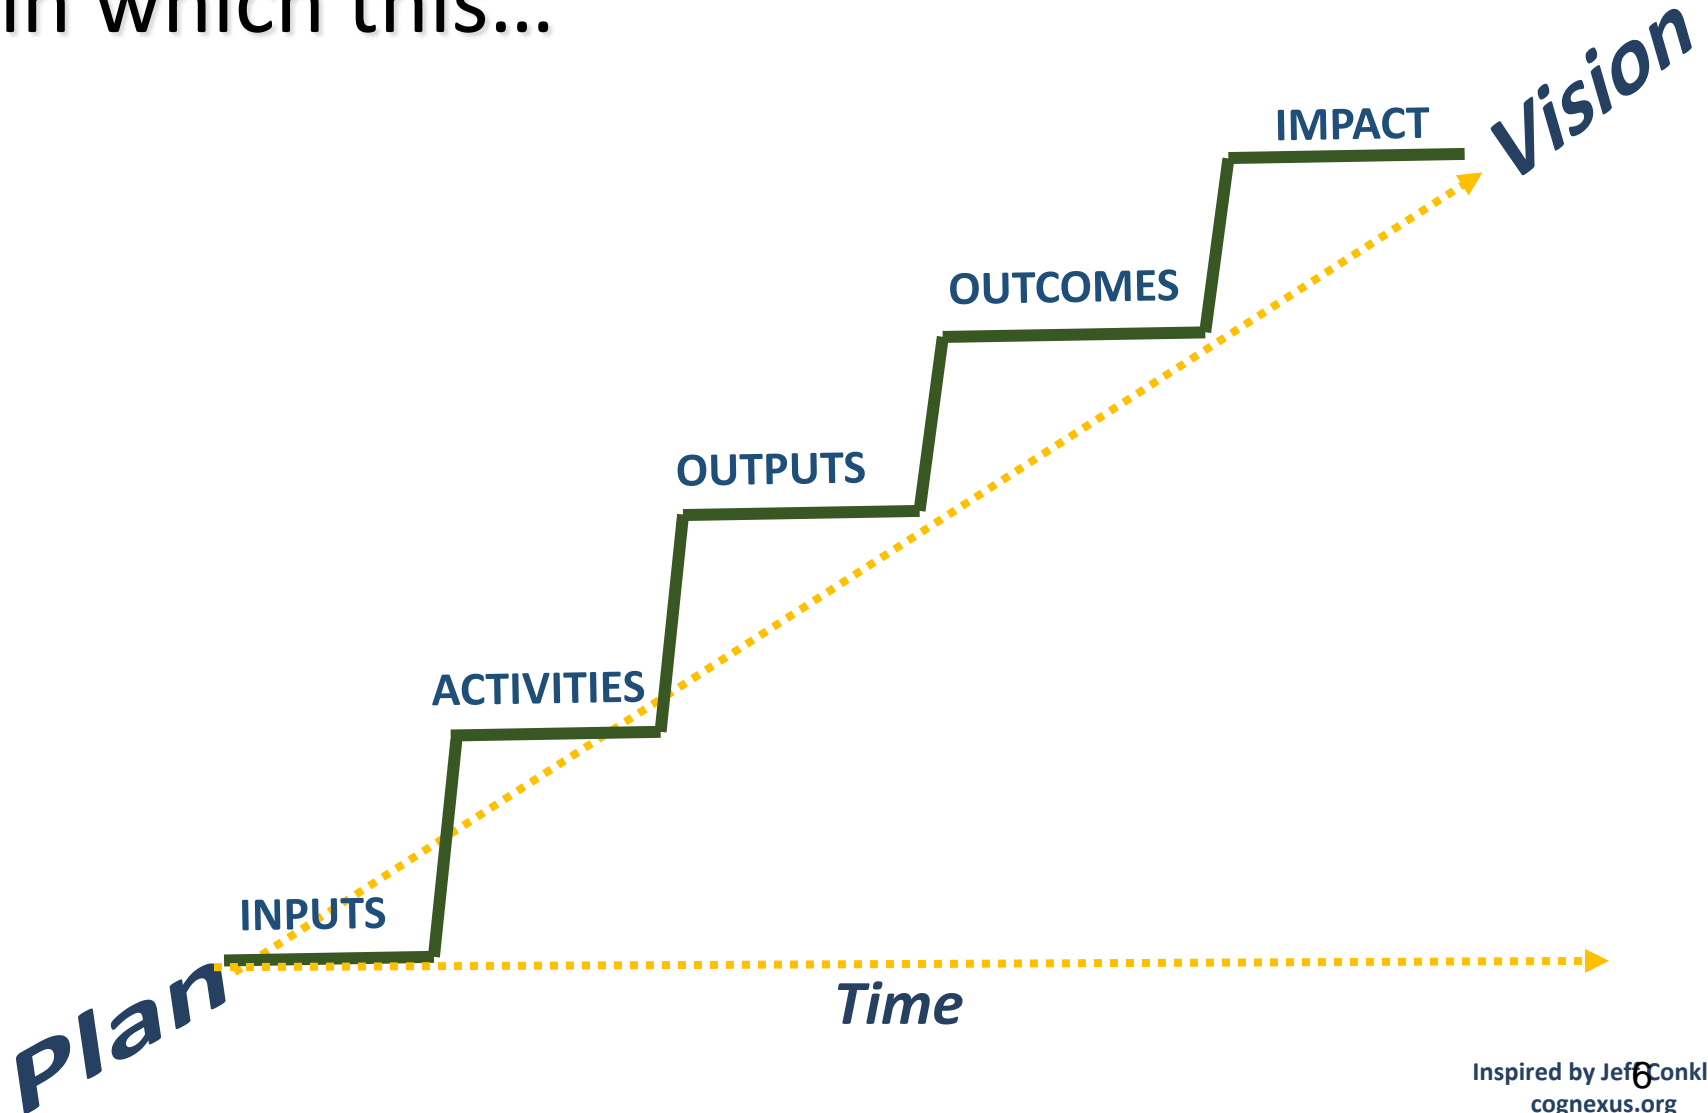 in which this...
Vision
IMPACT
OUTCOMES
OUTPUTS
ACTIVITIES
INPUTS
Plan
Time
Inspired by Jeff Conkl
6
cognexus.org